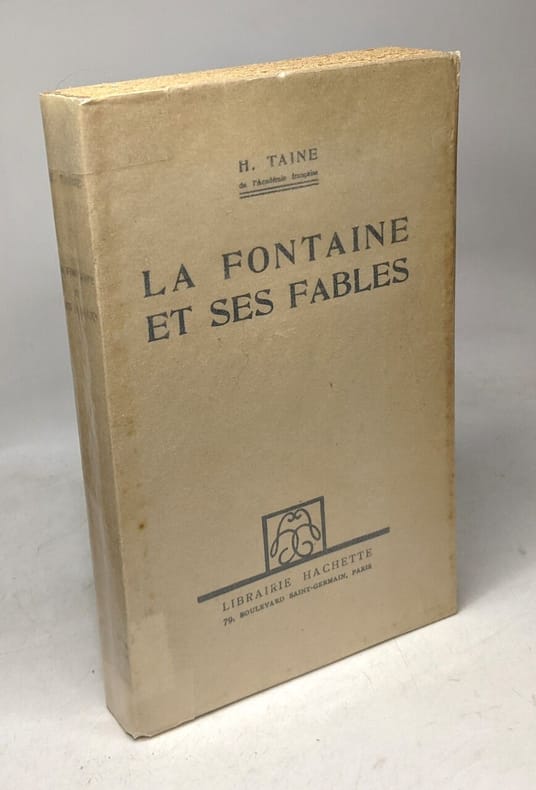 H. TAINE
de l'Académie française
LA FONTAINE
ET SES FABLES
LIBRAIRIE HACHETTE
79, BOULEVARD SAINT-GERMAIN, PARIS